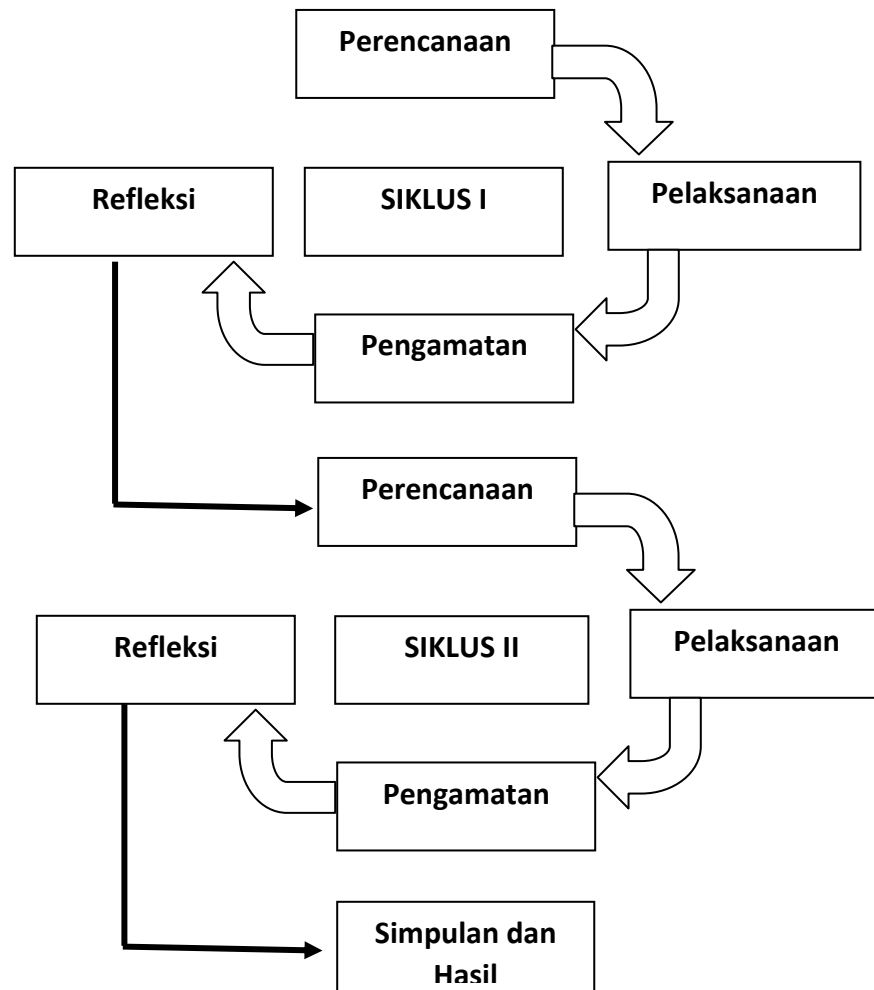 Perencanaan
Refleksi
SIKLUS I
Pelaksanaan
Pengamatan
Perencanaan
Refleksi
SIKLUS II
Pelaksanaan
Pengamatan
Simpulan dan
Hasil